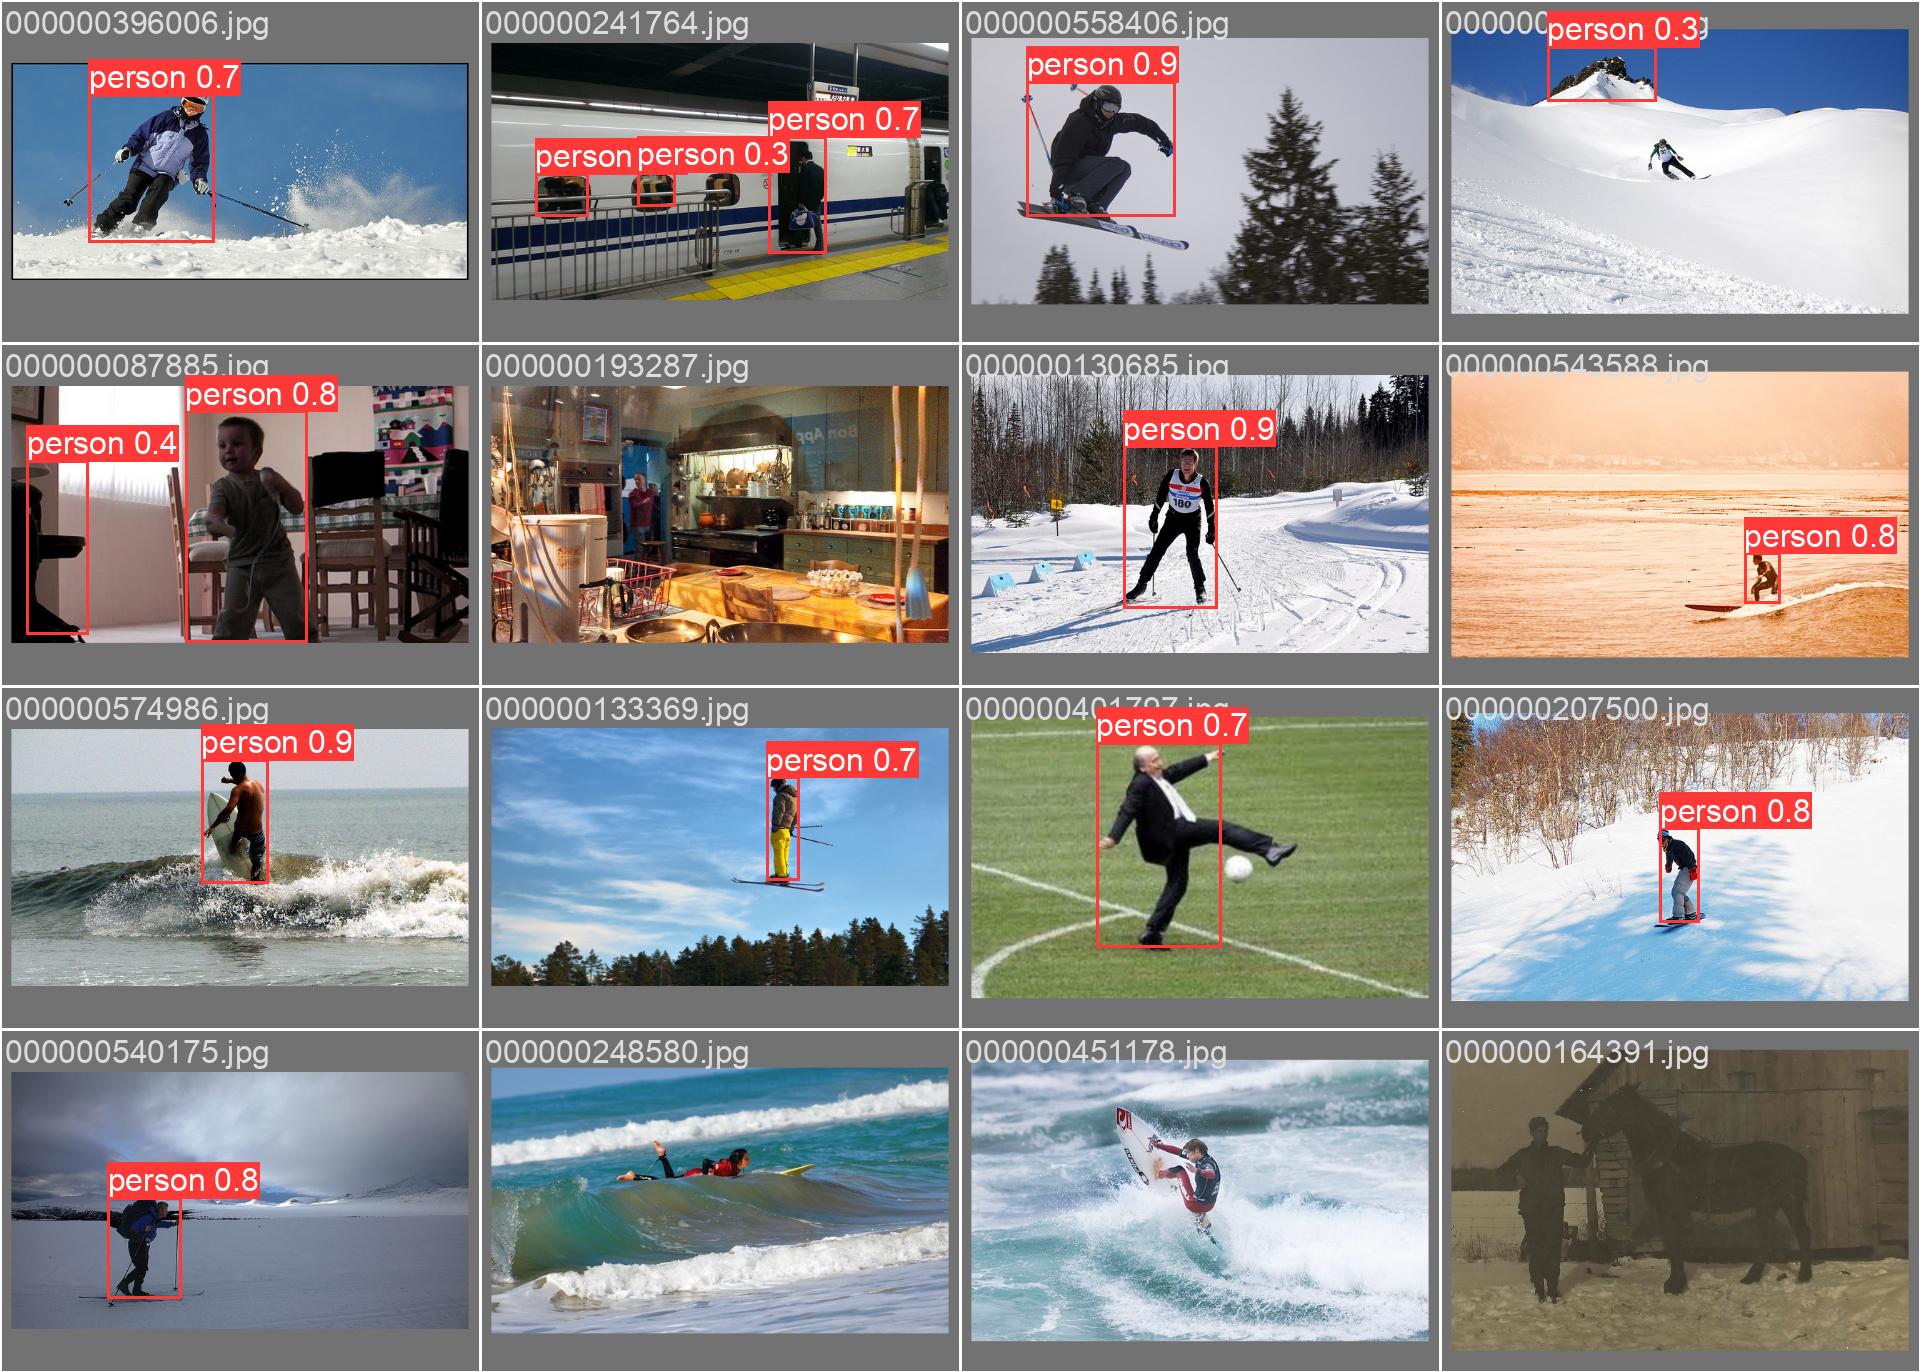 000000396006.jpg
person 0.7
000000241764.jpg
person 0.7
person
person 0.3
000000558406.jpg
person 0.9
HEAD
person 0.3
000000087885.jpg
person 0.8
person 0.4
000000193287.jpg
Bon App
000000130685.jpg
person 0.9
180
000000543588.jpg
person 0.8
000000574986.jpg
person 0.9
000000133369.jpg
person 0.7
000000401797.jpg
person 0.7
000000207500.jpg
person 0.8
000000540175.jpg
person 0.8
000000248580.jpg
000000451178.jpg
000000164391.jpg